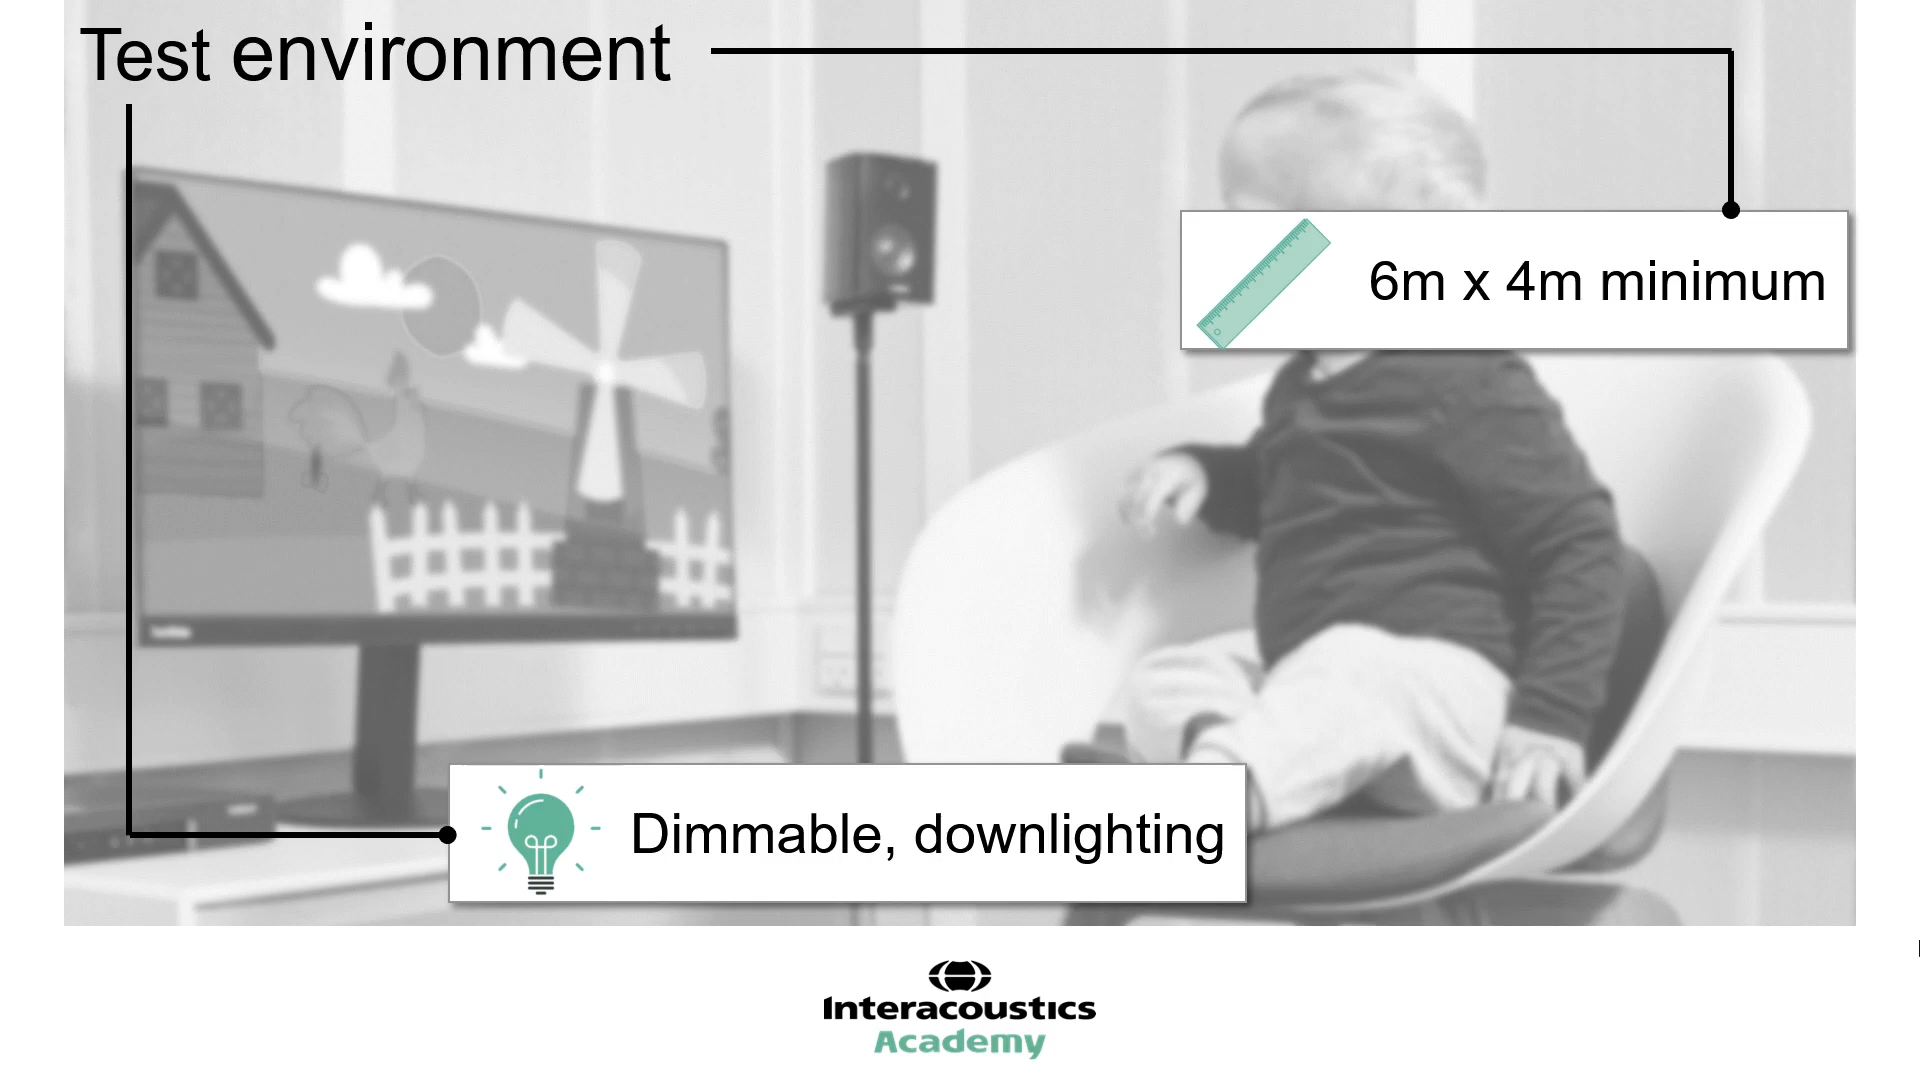 Test environment
6m x 4m minimum
Dimmable, downlighting
Interacoustics
Academy